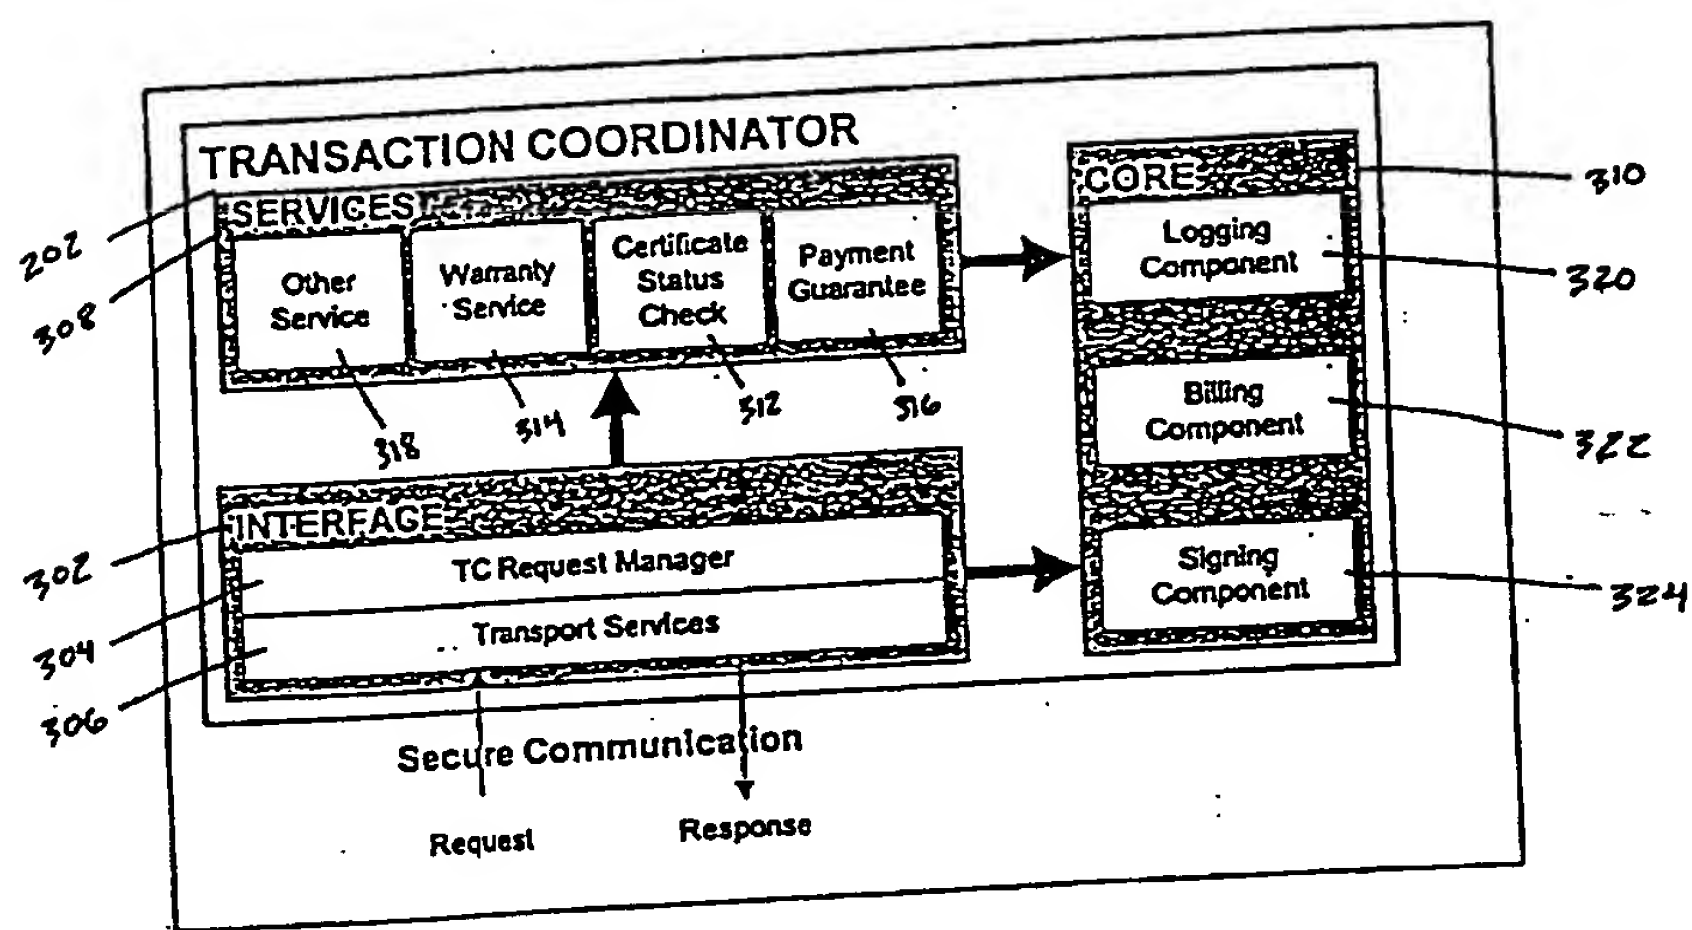 TRANSACTION COORDINATOR
202
308
SERVICES
Other
Service
318
Warranty
Service
314
Certificate
Status
Check
312
Payment
Guarantee
316
CORE
310
Logging
Component
320
Billing
Component
322
Signing
Component
324
302
INTERFACE
304
TC Request Manager
306
Transport Services
Secure Communication
Request
Response